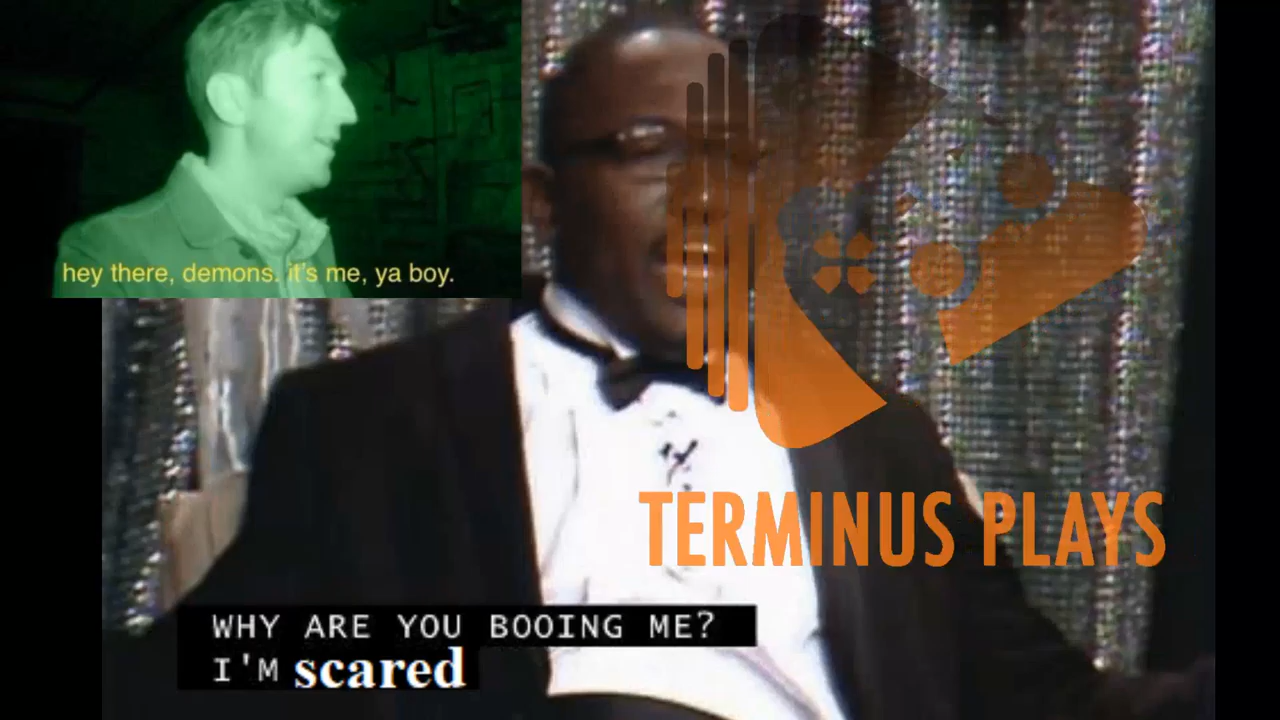 hey there, demons. it's me, ya boy.
TERMINUS PLAYS
WHY ARE YOU BOOING ME?
I'M scared